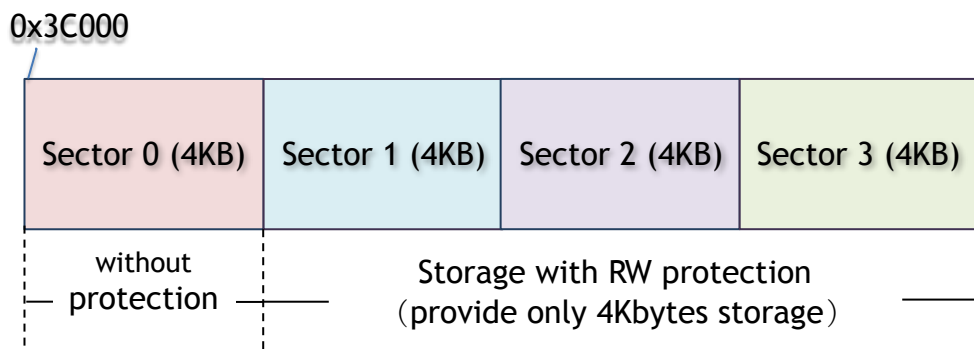 0x3C000
Sector 0 (4KB)
Sector 1 (4KB)
Sector 2 (4KB)
Sector 3 (4KB)
without
protection
Storage with RW protection
（provide only 4Kbytes storage）